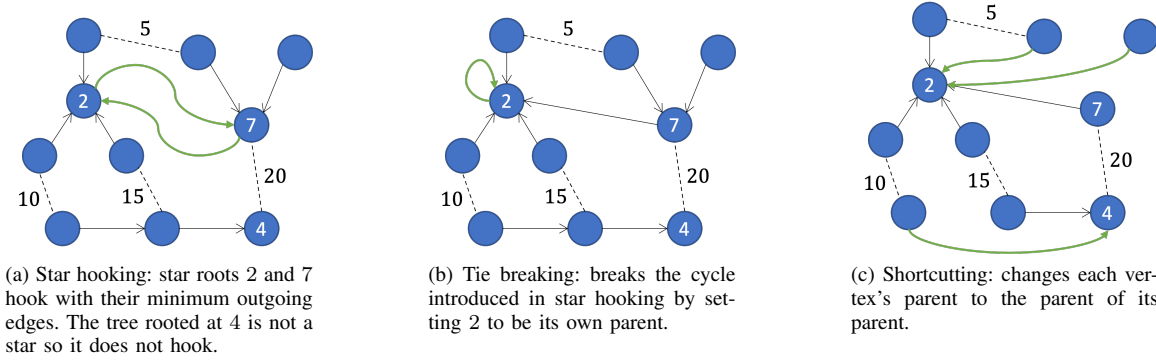 5
2
7
10
15
20
4
(a) Star hooking: star roots 2 and 7
hook with their minimum outgoing
edges. The tree rooted at 4 is not a
star so it does not hook.
5
2
7
10
15
20
4
(b) Tie breaking: breaks the cycle
introduced in star hooking by set-
ting 2 to be its own parent.
5
2
7
10
15
20
4
(c) Shortcutting: changes each ver-
tex's parent to the parent of its
parent.